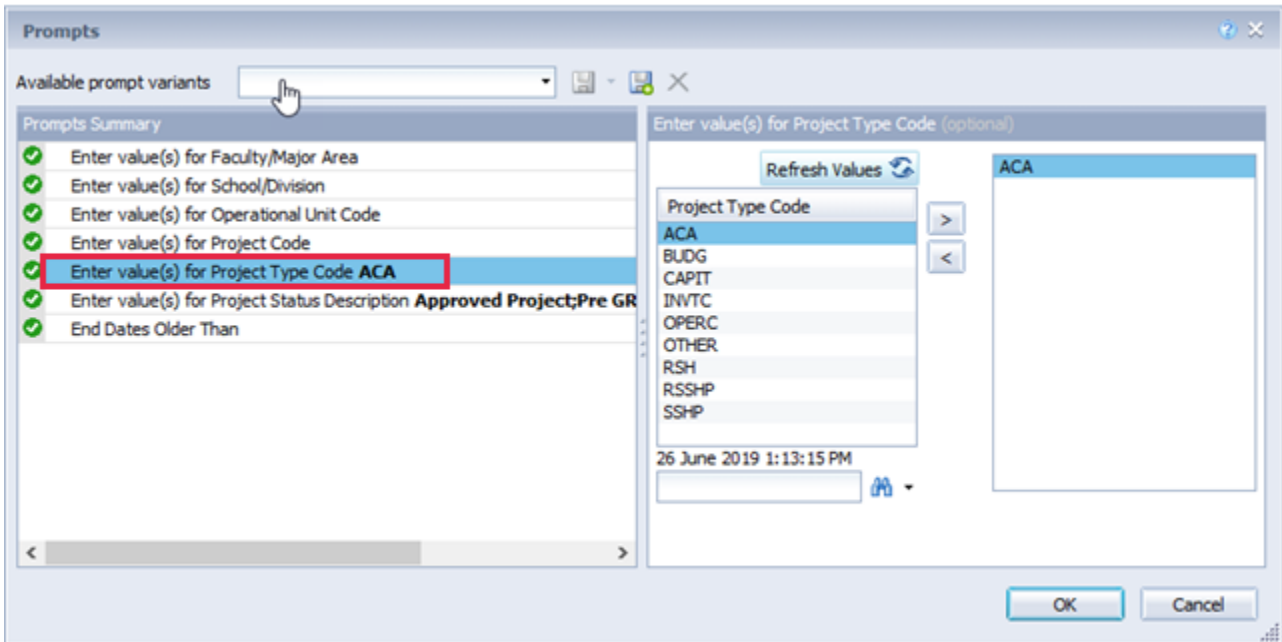 Prompts
Available prompt variants
Prompts Summary
Enter value(s) for Faculty/Major Area
Enter value(s) for School/Division
Enter value(s) for Operational Unit Code
Enter value(s) for Project Code
Enter value(s) for Project Type Code ACA
Enter value(s) for Project Status Description Approved Project;Pre GR
End Dates Older Than
Enter value(s) for Project Type Code (optional)
Refresh Values
Project Type Code
ACA
BUDG
CAPIT
INVTC
OPERC
OTHER
RSH
RSSHP
SSHP
26 June 2019 1:13:15 PM
>
<
ACA
OK
Cancel